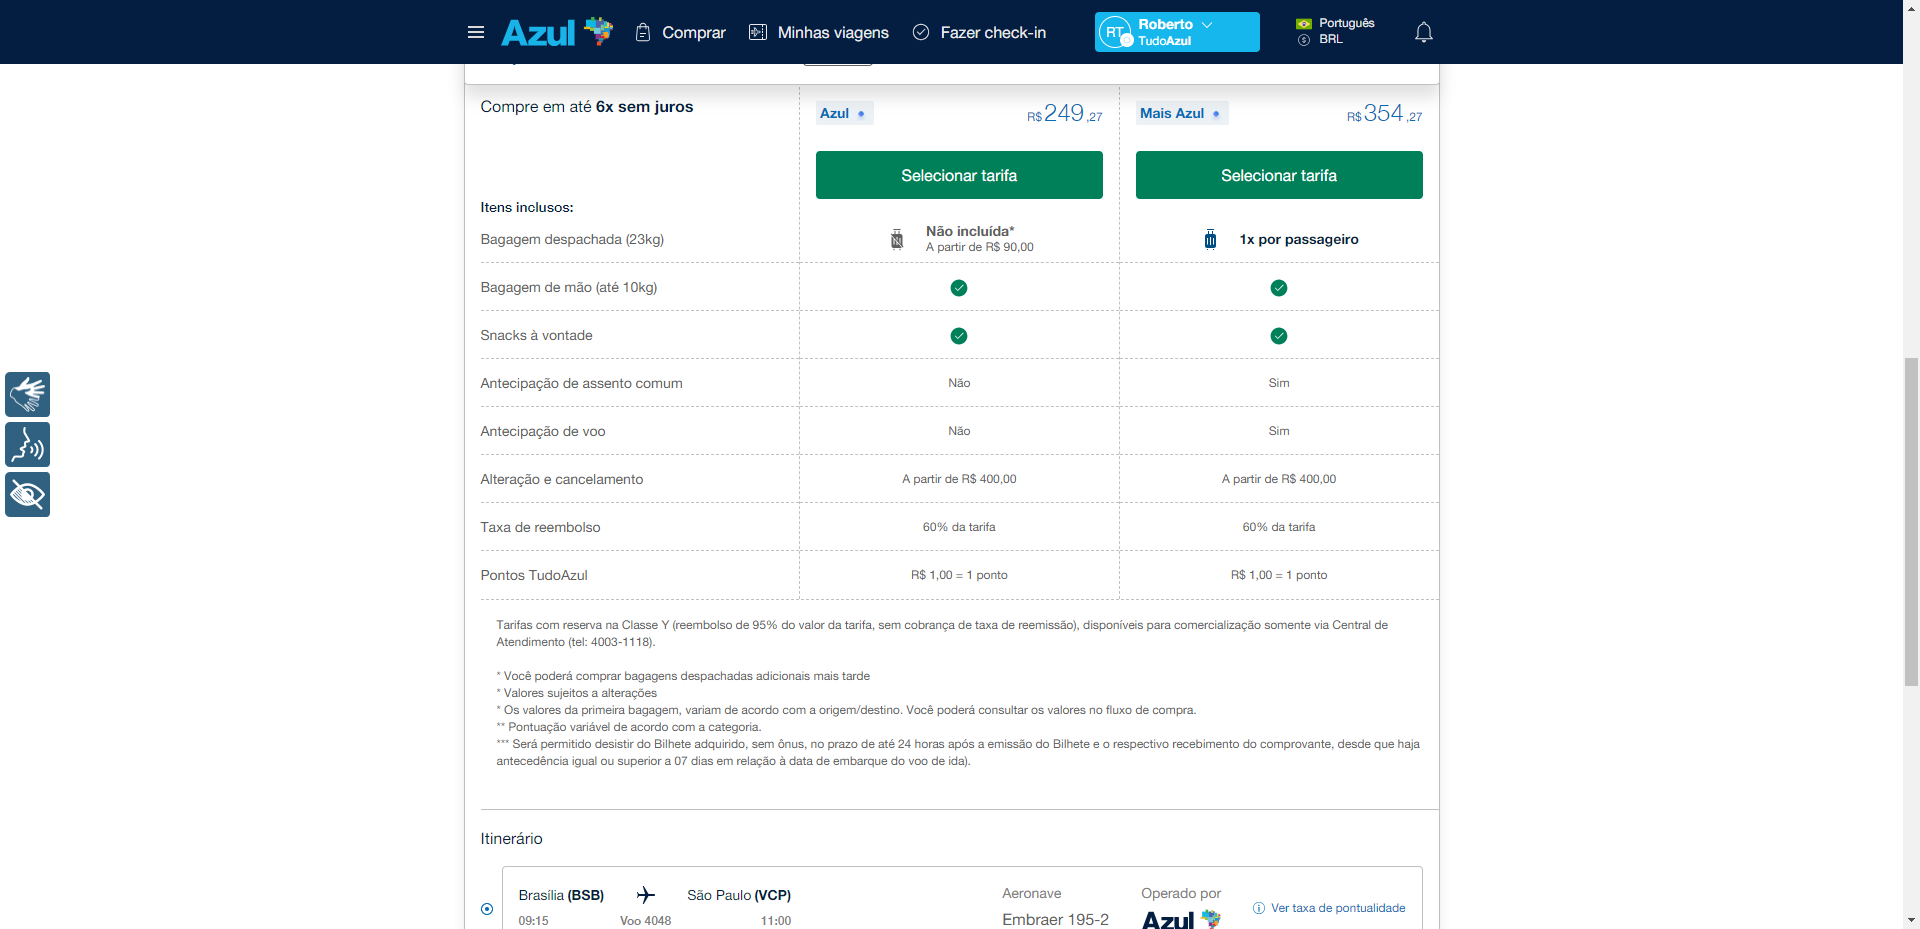 Azul
Comprar
Minhas viagens
Fazer check-in
RT
Roberto
TudoAzul
Português
BRL
Compre em até 6x sem juros
Azul
R$ 249 ,27
Mais Azul
R$ 354 ,27
Selecionar tarifa
Selecionar tarifa
Itens inclusos:
Bagagem despachada (23kg)
Não incluída*
A partir de R$ 90,00
1x por passageiro
Bagagem de mão (até 10kg)
Snacks à vontade
Antecipação de assento comum
Não
Sim
Antecipação de voo
Não
Sim
Alteração e cancelamento
A partir de R$ 400,00
A partir de R$ 400,00
Taxa de reembolso
60% da tarifa
60% da tarifa
Pontos TudoAzul
R$ 1,00 = 1 ponto
R$ 1,00 = 1 ponto
Tarifas com reserva na Classe Y (reembolso de 95% do valor da tarifa, sem cobrança de taxa de reemissão), disponíveis para comercialização somente via Central de
Atendimento (tel: 4003-1118).
* Você poderá comprar bagagens despachadas adicionais mais tarde
* Valores sujeitos a alterações
* Os valores da primeira bagagem, variam de acordo com a origem/destino. Você poderá consultar os valores no fluxo de compra.
** Pontuação variável de acordo com a categoria.
*** Será permitido desistir do Bilhete adquirido, sem ônus, no prazo de até 24 horas após a emissão do Bilhete e o respectivo recebimento do comprovante, desde que haja
antecedência igual ou superior a 07 dias em relação à data de embarque do voo de ida).
Itinerário
Brasília (BSB)
São Paulo (VCP)
Aeronave
Operado por
Ver taxa de pontualidade
09:15
Voo 4048
11:00
Embraer 195-2
Azul